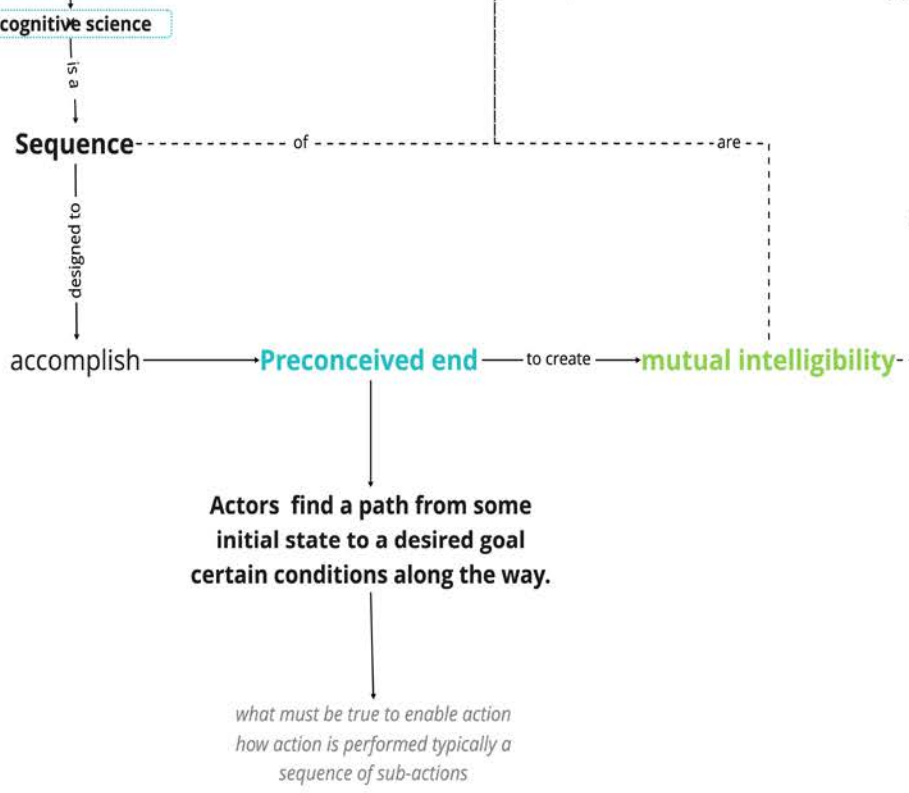 cognitive science
is a
Sequence
of
are
designed to
accomplish
Preconceived end
to create
mutual intelligibility
Actors find a path from some
initial state to a desired goal
certain conditions along the way.
what must be true to enable action
how action is performed typically a
sequence of sub-actions